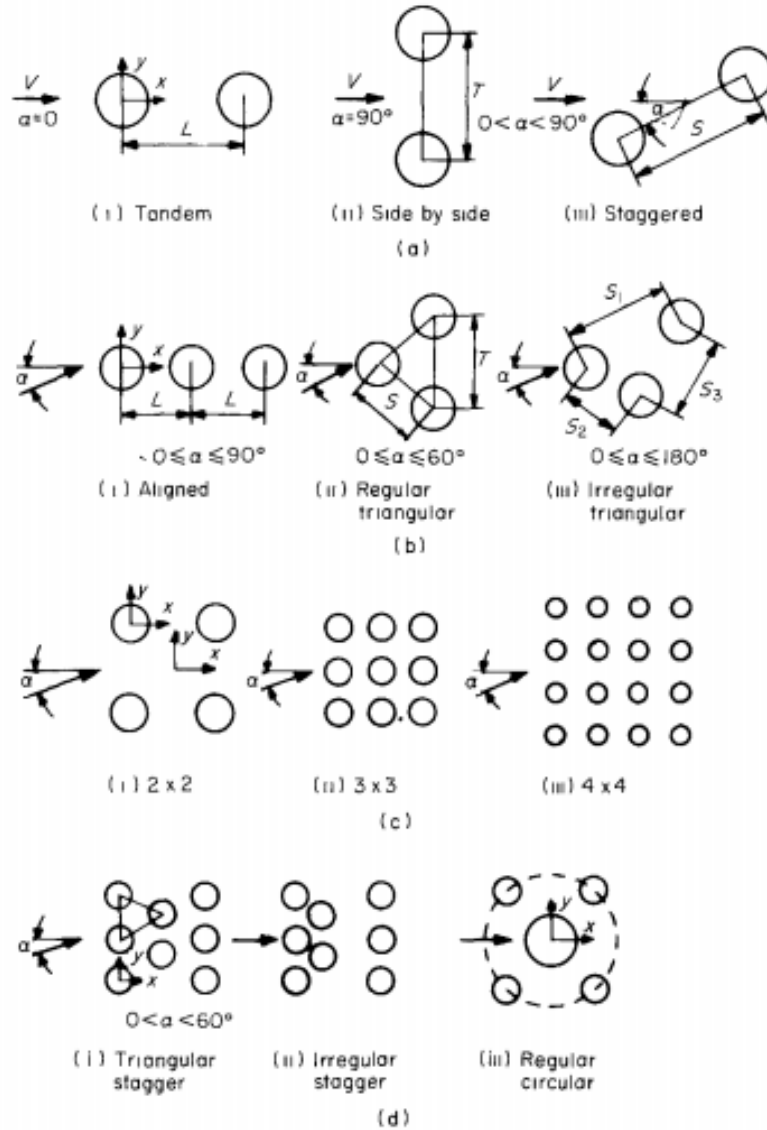 V
α=0
y
x
L
(i) Tandem
V
α=90°
T
(ii) Side by side
V
0<α<90°
α
S
(iii) Staggered
(a)
α
y
x
L
L
0⩽α⩽90°
(i) Aligned
α
S
T
0⩽α⩽60°
(ii) Regular
triangular
α
S₁
S₂
S₃
0⩽α⩽180°
(iii) Irregular
triangular
(b)
α
y
x
y
x
(i) 2 x 2
α
(ii) 3 x 3
α
(iii) 4 x 4
(c)
α
y
x
0<α<60°
(i) Triangular
stagger
(ii) Irregular
stagger
y
x
(iii) Regular
circular
(d)